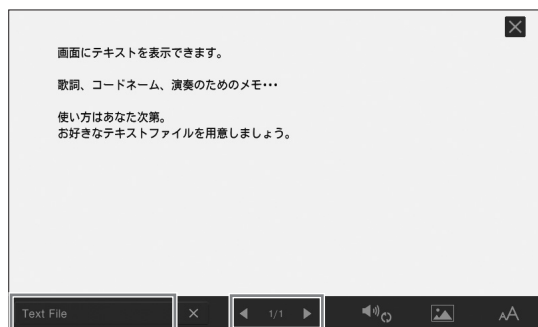 画面にテキストを表示できます。
歌詞、コードネーム、演奏のためのメモ・・・
使い方はあなた次第。
お好きなテキストファイルを用意しましょう。
Text File
1/1
AA